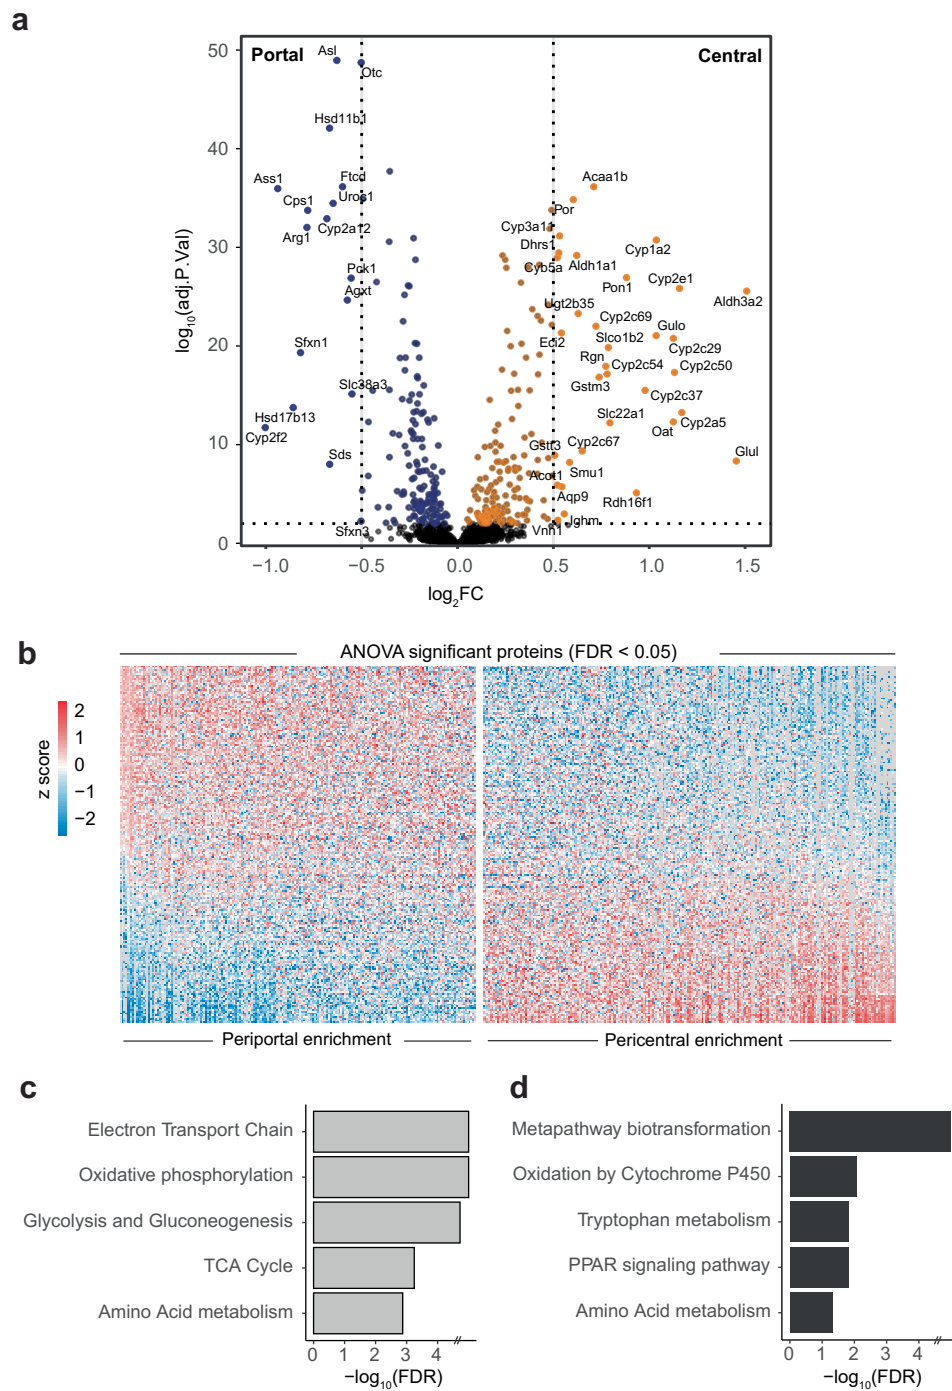 a
Portal
Central
Asl
Otc
Hsd11b1
Ass1
Ftcd
Acaa1b
Cps1
Uroc1
Por
Arg1
Cyp2a12
Cyp3a11
Dhrs1
Cyp1a2
Pck1
Cyb5a
Aldh1a1
Agxt
Pon1
Cyp2e1
Aldh3a2
Ugt2b35
Sfxn1
Eci2
Cyp2c69
Gulo
Slco1b2
Cyp2c29
Slc38a3
Rgn
Cyp2c54
Cyp2c50
Gstm3
Cyp2c37
Hsd17b13
Slc22a1
Cyp2f2
Oat
Cyp2a5
Sds
Gstt3
Cyp2c67
Glul
Acot1
Smu1
Aqp9
Rdh16f1
Sfxn3
Vnn1
Ighm
50
40
30
20
10
0
log10(adj.P.Val)
−1.0
−0.5
0.0
0.5
1.0
1.5
log2FC
b
ANOVA significant proteins (FDR < 0.05)
z score
2
1
0
−1
−2
Periportal enrichment
Pericentral enrichment
c
Electron Transport Chain
Oxidative phosphorylation
Glycolysis and Gluconeogenesis
TCA Cycle
Amino Acid metabolism
0 1 2 3 4 //
−log10(FDR)
d
Metapathway biotransformation
Oxidation by Cytochrome P450
Tryptophan metabolism
PPAR signaling pathway
Amino Acid metabolism
0 1 2 3 4 //
−log10(FDR)